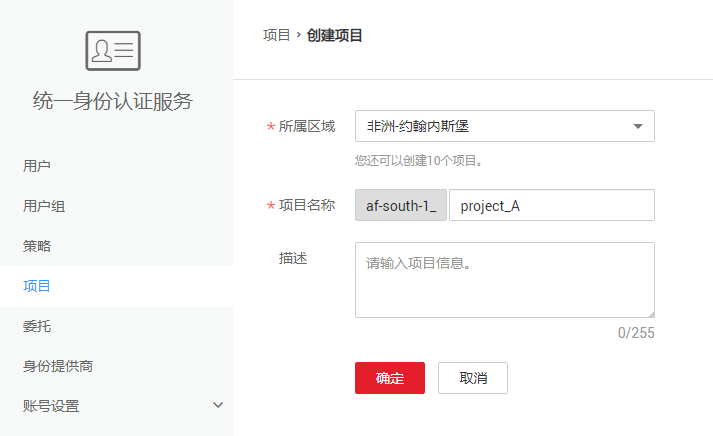 统一身份认证服务
用户
用户组
策略
项目
委托
身份提供商
账号设置
项目 › 创建项目
* 所属区域 非洲-约翰内斯堡
您还可以创建10个项目。
* 项目名称 af-south-1_ project_A
描述 请输入项目信息。
0/255
确定 取消